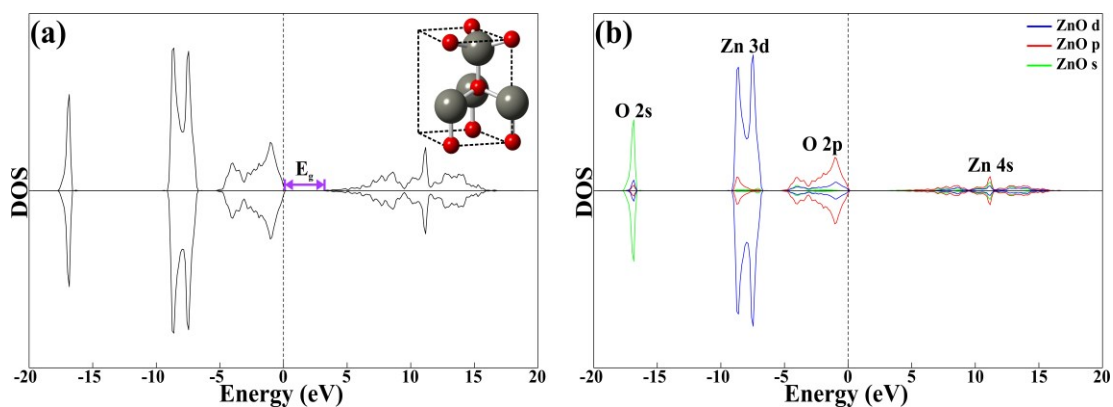 (a)
E_g
DOS
-20 -15 -10 -5 0 5 10 15 20
Energy (eV)
(b)
ZnO d
ZnO p
ZnO s
Zn 3d
O 2s
O 2p
Zn 4s
DOS
-20 -15 -10 -5 0 5 10 15 20
Energy (eV)